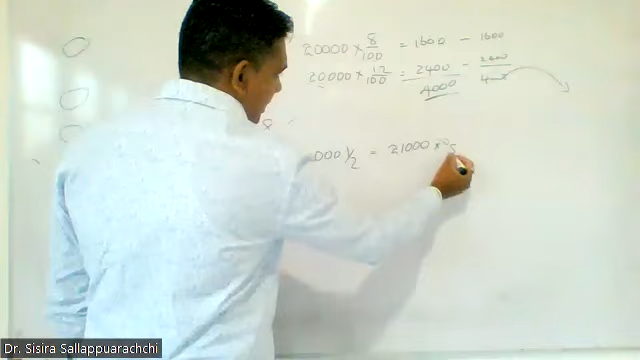 20000 × 8/100 = 1600 - 1600
20000 × 12/100 = 2400 - 2400
4000
000 1/2 = 21000 ×
Dr. Sisira Sallappuarachchi